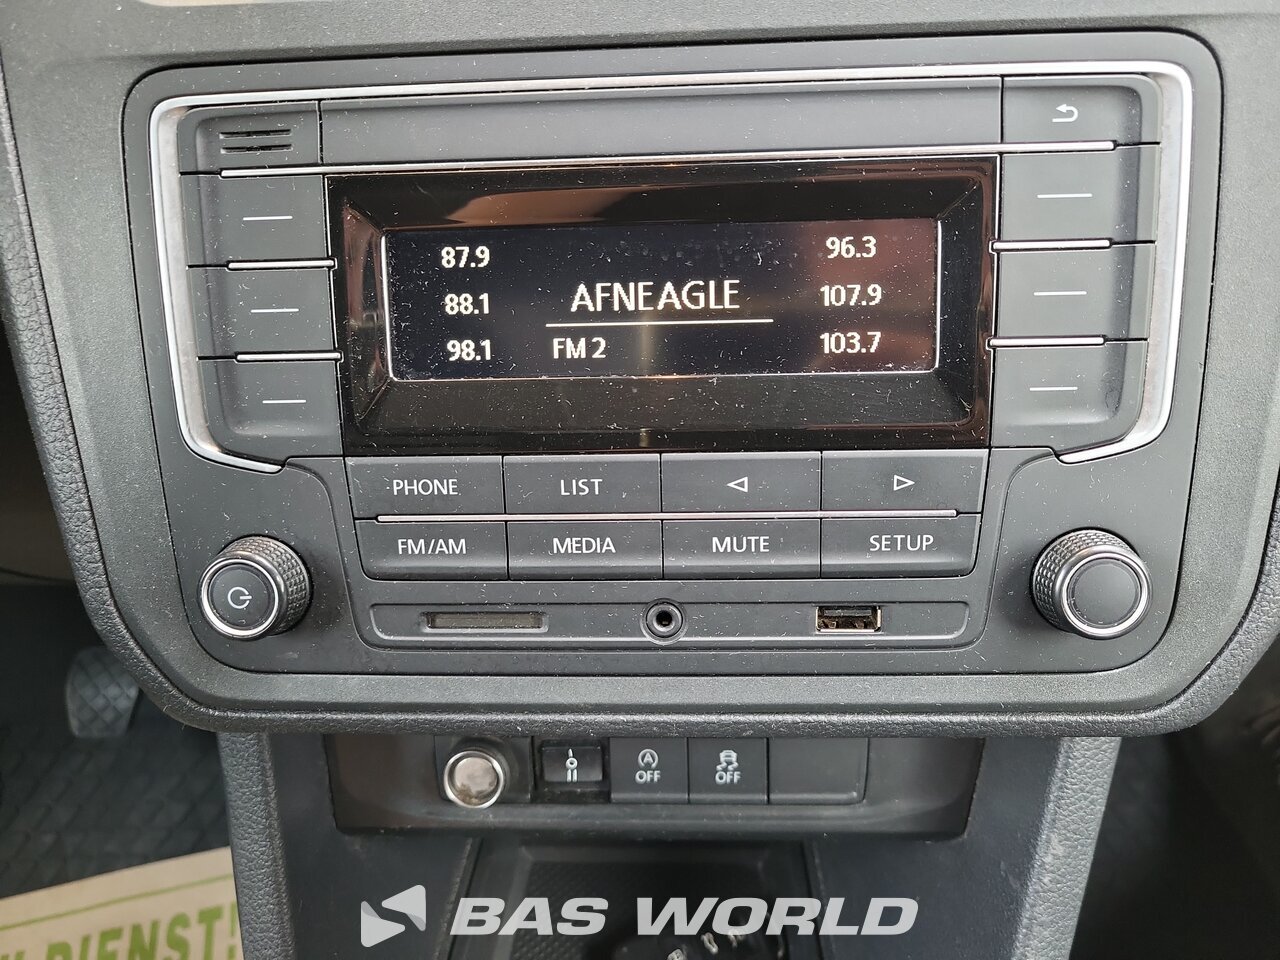 87.9
96.3
88.1
AFNEAGLE
107.9
98.1
FM 2
103.7
PHONE
LIST
FM/AM
MEDIA
MUTE
SETUP
A
OFF
OFF
BAS WORLD
DIENST!